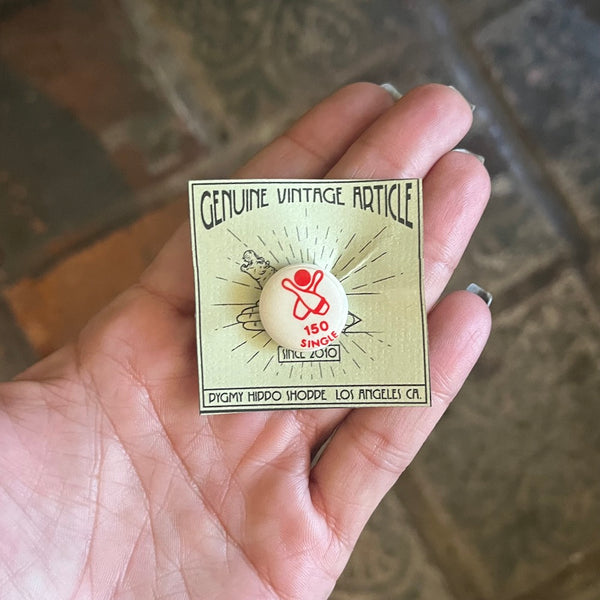 GENUINE VINTAGE ARTICLE
150
SINGLE
SINCE 2010
PYGMY HIPPO SHOPPE LOS ANGELES CA.